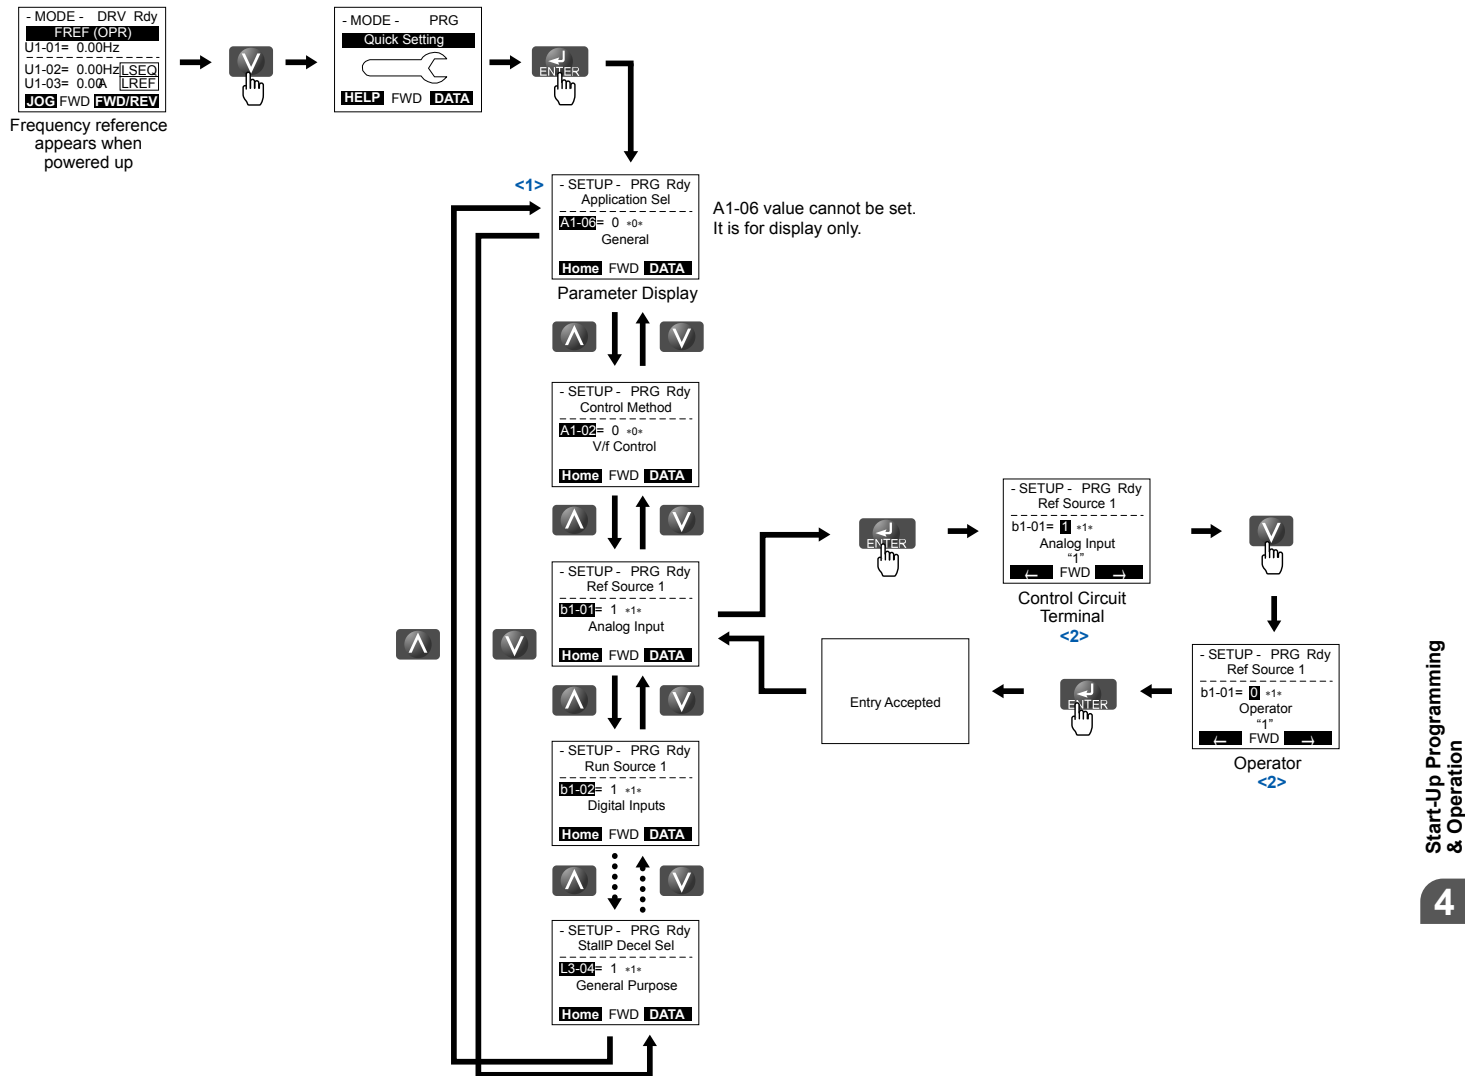 - MODE - DRV Rdy
FREF (OPR)
U1-01= 0.00Hz
U1-02= 0.00Hz LSEQ
U1-03= 0.00A LREF
JOG FWD FWD/REV
Frequency reference
appears when
powered up
- MODE - PRG
Quick Setting
HELP FWD DATA
ENTER
<1>
- SETUP - PRG Rdy
Application Sel
A1-06= 0 *0*
General
Home FWD DATA
Parameter Display
A1-06 value cannot be set.
It is for display only.
- SETUP - PRG Rdy
Control Method
A1-02= 0 *0*
V/f Control
Home FWD DATA
- SETUP - PRG Rdy
Ref Source 1
b1-01= 1 *1*
Analog Input
Home FWD DATA
ENTER
- SETUP - PRG Rdy
Ref Source 1
b1-01= 1 *1*
Analog Input
“1”
← FWD →
Control Circuit
Terminal
<2>
- SETUP - PRG Rdy
Ref Source 1
b1-01= 0 *1*
Operator
“1”
← FWD →
Operator
<2>
ENTER
Entry Accepted
- SETUP - PRG Rdy
Run Source 1
b1-02= 1 *1*
Digital Inputs
Home FWD DATA
- SETUP - PRG Rdy
StallP Decel Sel
L3-04= 1 *1*
General Purpose
Home FWD DATA
Start-Up Programming
& Operation
4